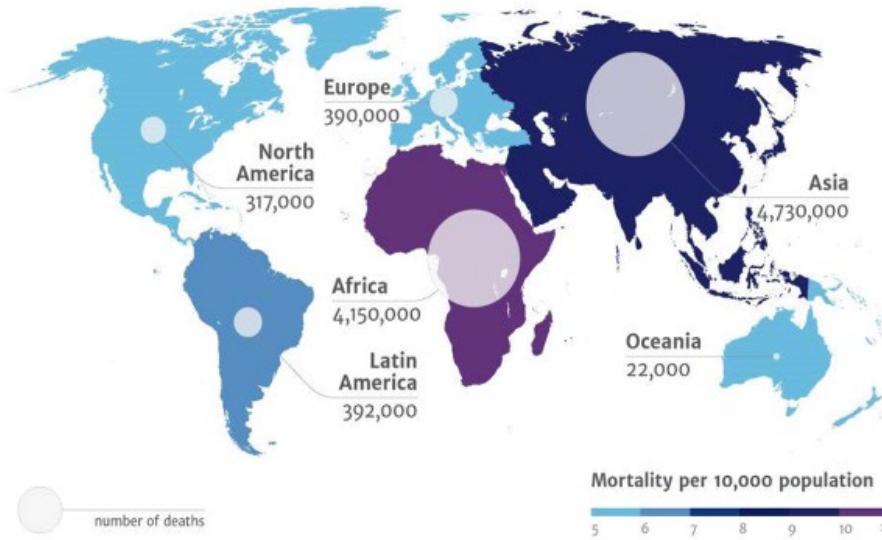 Europe
390,000
North
America
317,000
Asia
4,730,000
Africa
4,150,000
Oceania
22,000
Latin
America
392,000
Mortality per 10,000 population
number of deaths
5 6 7 8 9 10